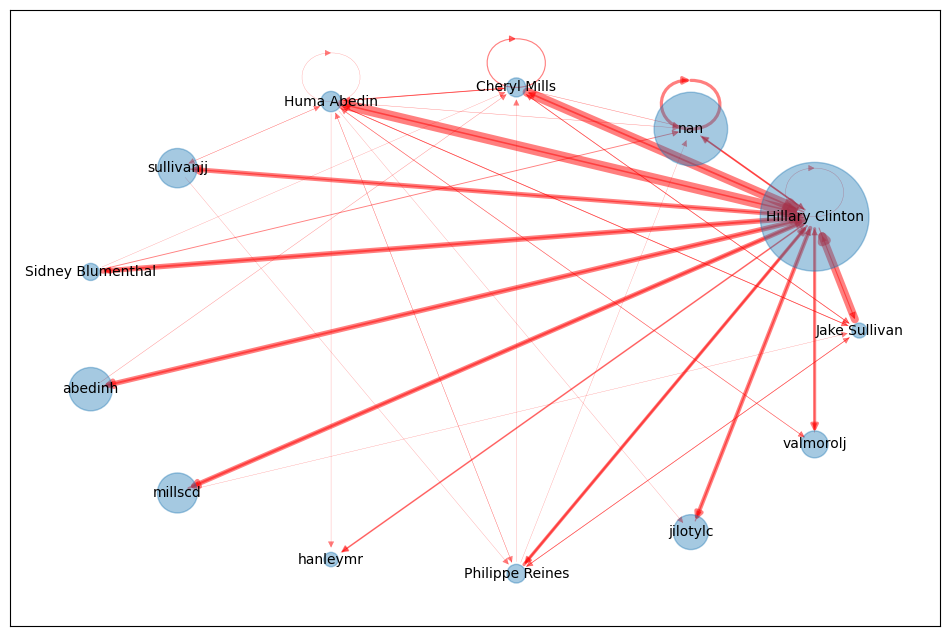 Cheryl Mills
Huma Abedin
nan
sullivanjj
Hillary Clinton
Sidney Blumenthal
Jake Sullivan
abedinh
valmorolj
millscd
jilotylc
hanleymr
Philippe Reines